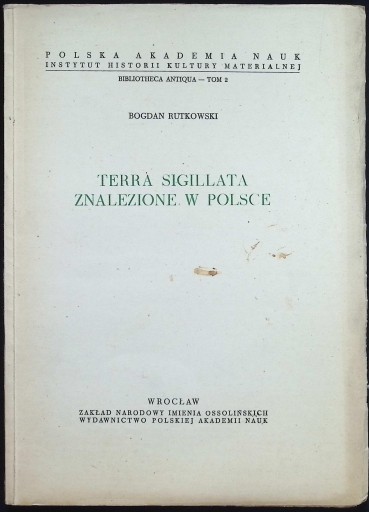 POLSKA AKADEMIA NAUK
INSTYTUT HISTORII KULTURY MATERIALNEJ
BIBLIOTHECA ANTIQUA — TOM 2
BOGDAN RUTKOWSKI
TERRA SIGILLATA
ZNALEZIONE W POLSCE
WROCŁAW
ZAKŁAD NARODOWY IMIENIA OSSOLIŃSKICH
WYDAWNICTWO POLSKIEJ AKADEMII NAUK